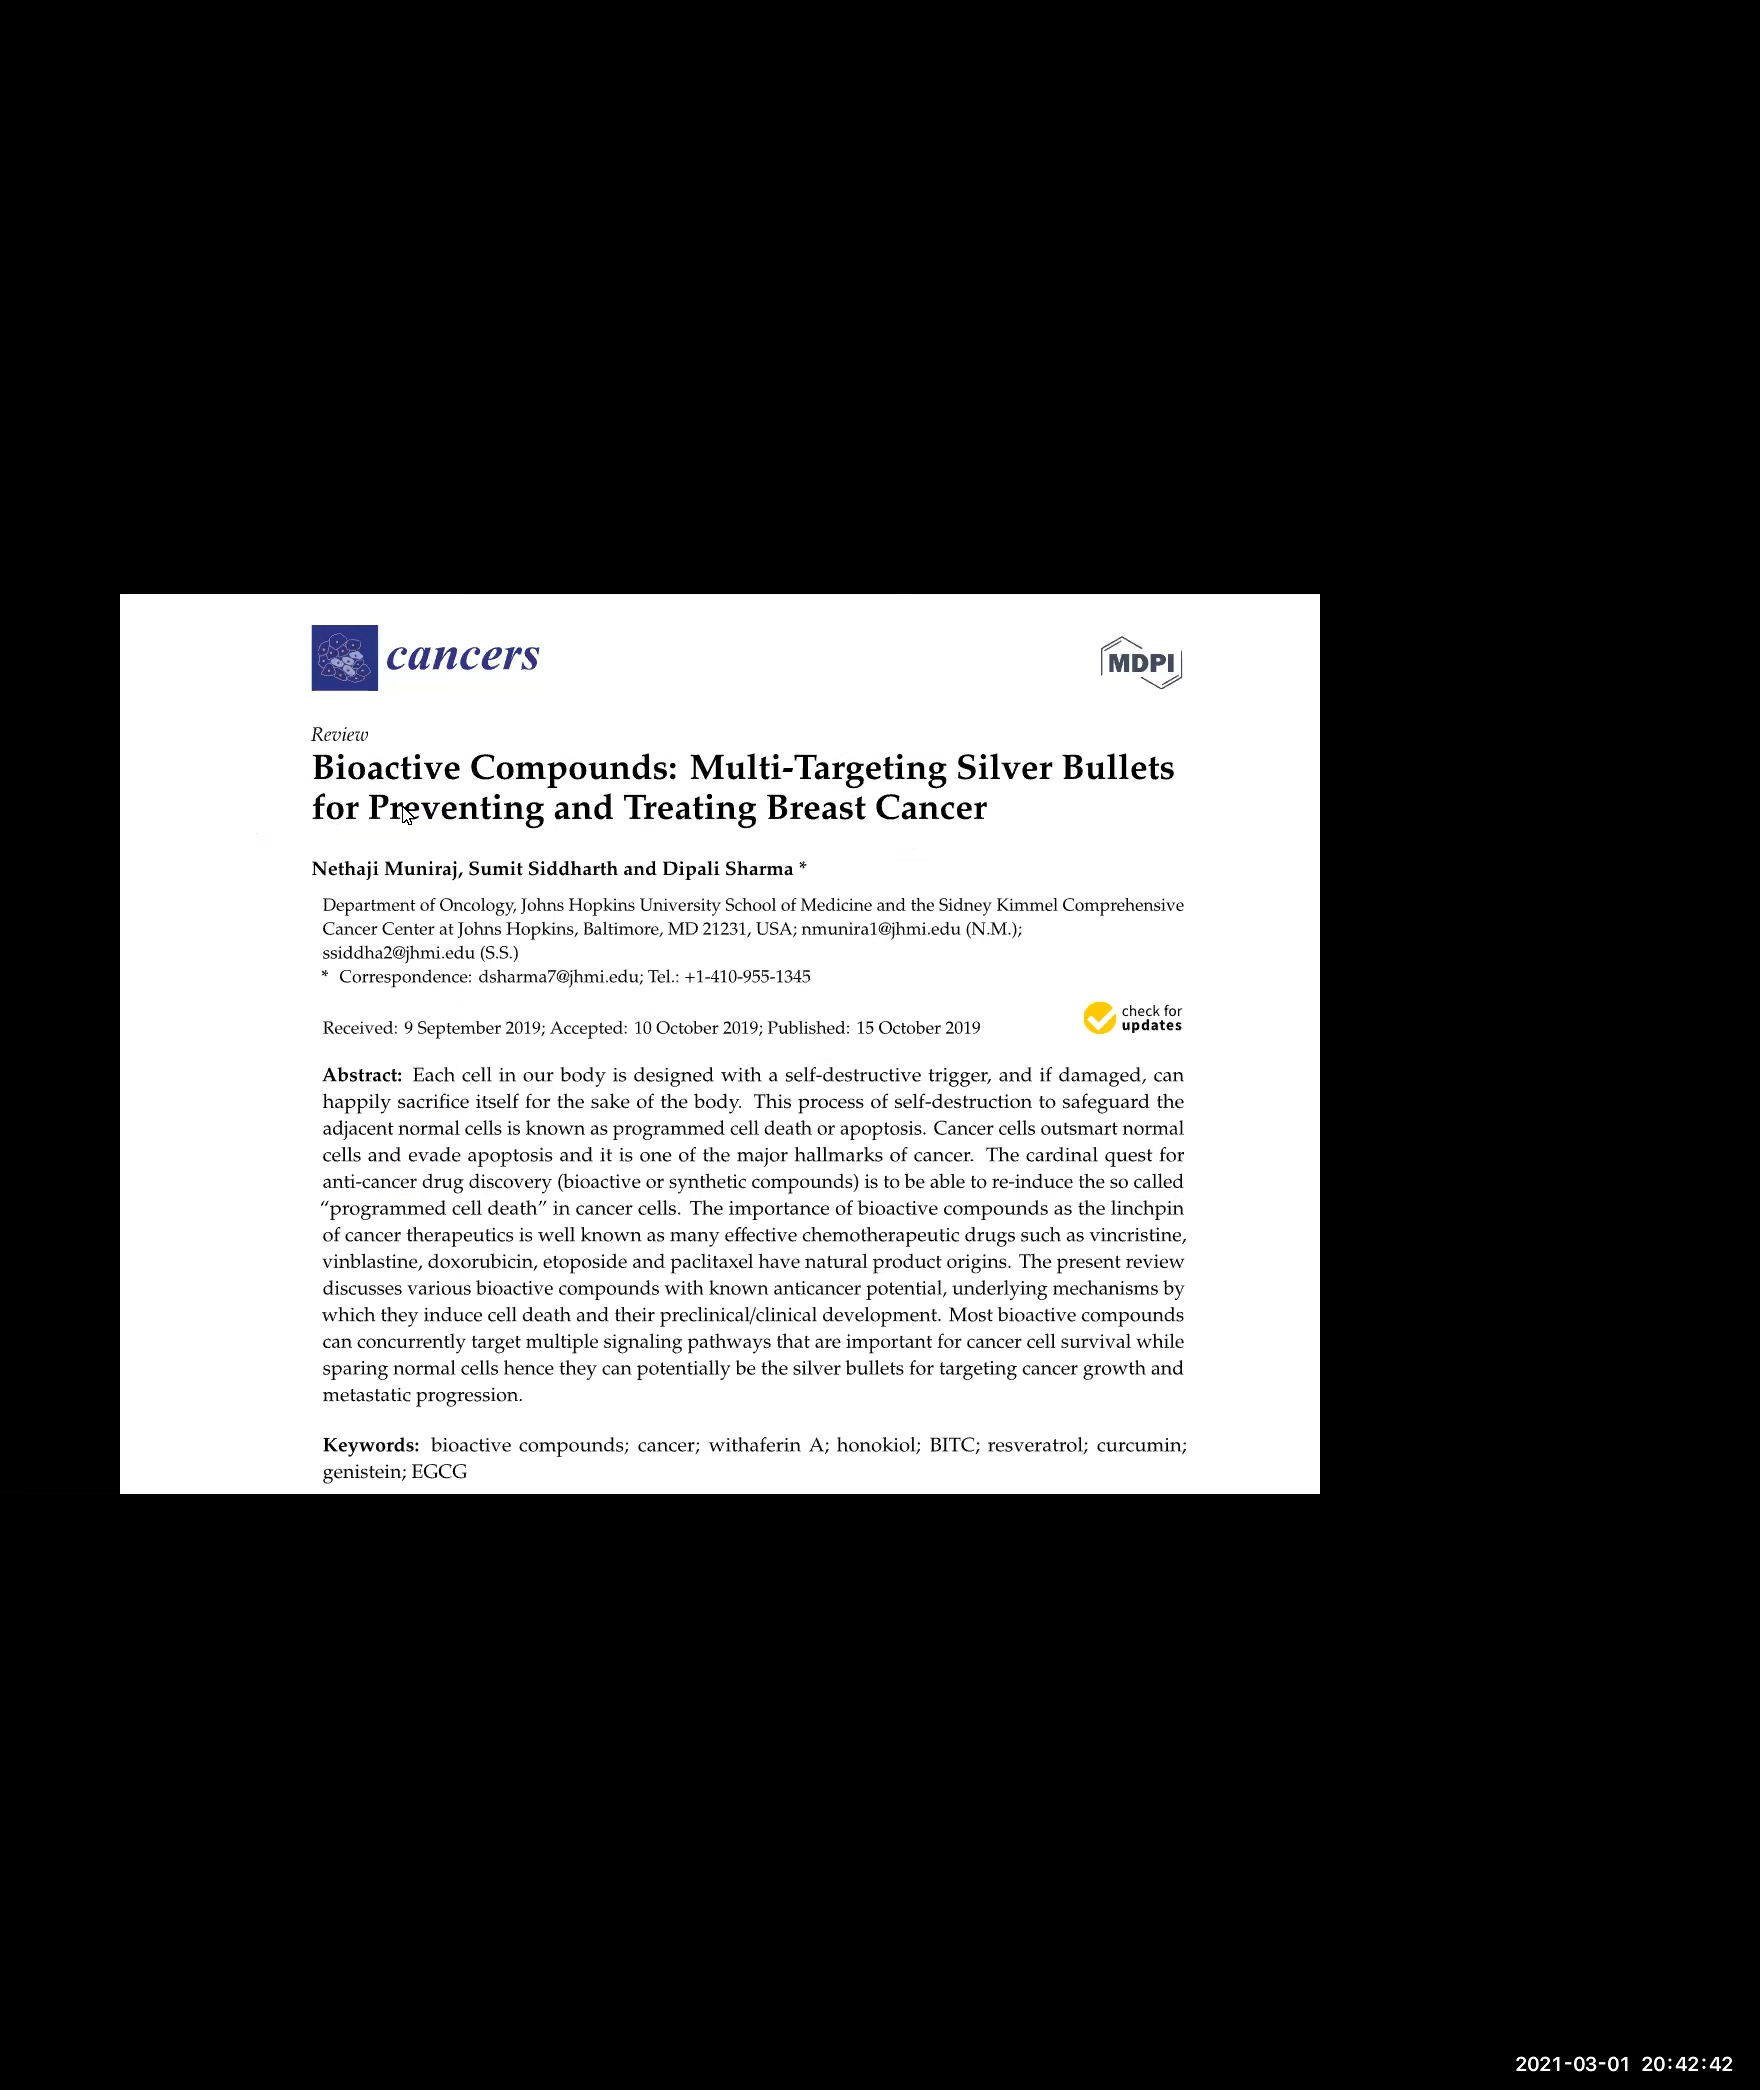 cancers
MDPI
Review
Bioactive Compounds: Multi-Targeting Silver Bullets
for Preventing and Treating Breast Cancer
Nethaji Muniraj, Sumit Siddharth and Dipali Sharma *
Department of Oncology, Johns Hopkins University School of Medicine and the Sidney Kimmel Comprehensive
Cancer Center at Johns Hopkins, Baltimore, MD 21231, USA; nmunira1@jhmi.edu (N.M.);
ssiddha2@jhmi.edu (S.S.)
* Correspondence: dsharma7@jhmi.edu; Tel.: +1-410-955-1345
Received: 9 September 2019; Accepted: 10 October 2019; Published: 15 October 2019
check for
updates
Abstract: Each cell in our body is designed with a self-destructive trigger, and if damaged, can
happily sacrifice itself for the sake of the body. This process of self-destruction to safeguard the
adjacent normal cells is known as programmed cell death or apoptosis. Cancer cells outsmart normal
cells and evade apoptosis and it is one of the major hallmarks of cancer. The cardinal quest for
anti-cancer drug discovery (bioactive or synthetic compounds) is to be able to re-induce the so called
“programmed cell death” in cancer cells. The importance of bioactive compounds as the linchpin
of cancer therapeutics is well known as many effective chemotherapeutic drugs such as vincristine,
vinblastine, doxorubicin, etoposide and paclitaxel have natural product origins. The present review
discusses various bioactive compounds with known anticancer potential, underlying mechanisms by
which they induce cell death and their preclinical/clinical development. Most bioactive compounds
can concurrently target multiple signaling pathways that are important for cancer cell survival while
sparing normal cells hence they can potentially be the silver bullets for targeting cancer growth and
metastatic progression.
Keywords: bioactive compounds; cancer; withaferin A; honokiol; BITC; resveratrol; curcumin;
genistein; EGCG
2021-03-01 20:42:42